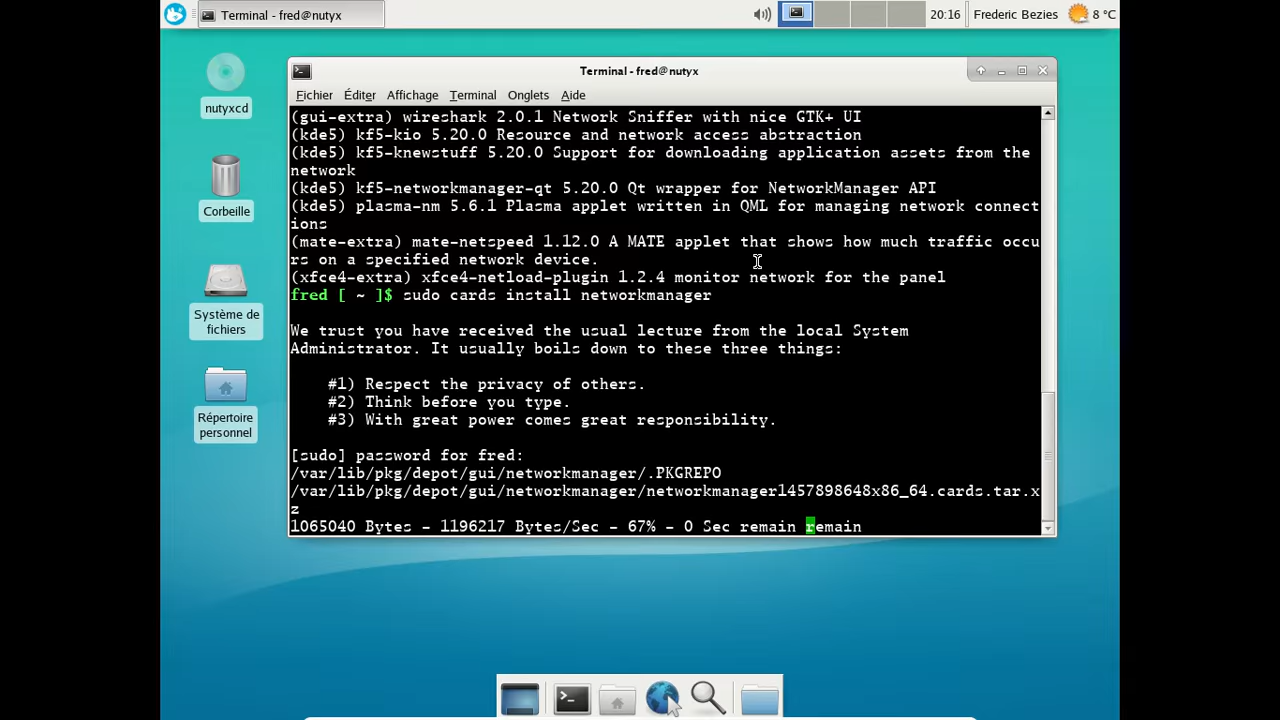 Terminal - fred@nutyx
20:16
Frederic Bezies
8 °C
nutyxcd
Corbeille
Système de
fichiers
Répertoire
personnel
Terminal - fred@nutyx
Fichier Éditer Affichage Terminal Onglets Aide
(gui-extra) wireshark 2.0.1 Network Sniffer with nice GTK+ UI
(kde5) kf5-kio 5.20.0 Resource and network access abstraction
(kde5) kf5-knewstuff 5.20.0 Support for downloading application assets from the
network
(kde5) kf5-networkmanager-qt 5.20.0 Qt wrapper for NetworkManager API
(kde5) plasma-nm 5.6.1 Plasma applet written in QML for managing network connect
ions
(mate-extra) mate-netspeed 1.12.0 A MATE applet that shows how much traffic occu
rs on a specified network device.
(xfce4-extra) xfce4-netload-plugin 1.2.4 monitor network for the panel
fred [ ~ ]$ sudo cards install networkmanager
We trust you have received the usual lecture from the local System
Administrator. It usually boils down to these three things:
#1) Respect the privacy of others.
#2) Think before you type.
#3) With great power comes great responsibility.
[sudo] password for fred:
/var/lib/pkg/depot/gui/networkmanager/.PKGREPO
/var/lib/pkg/depot/gui/networkmanager/networkmanager1457898648x86_64.cards.tar.x
z
1065040 Bytes - 1196217 Bytes/Sec - 67% - 0 Sec remain remain